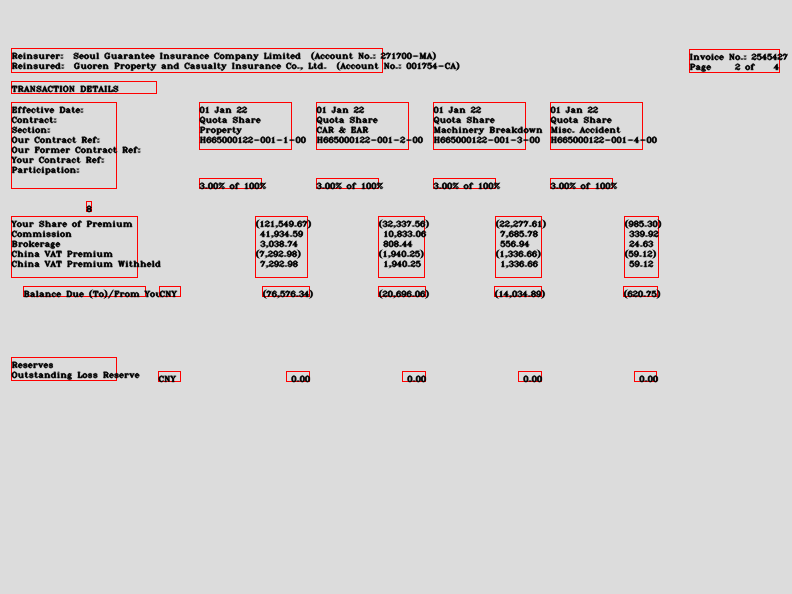 Reinsurer: Seoul Guarantee Insurance Company Limited (Account No.: 271700-MA)
Invoice No.: 2545427
Reinsured: Guoren Property and Casualty Insurance Co., Ltd. (Account No.: 001754-CA)
Page 2 of 4
TRANSACTION DETAILS
Effective Date: 01 Jan 22 01 Jan 22 01 Jan 22 01 Jan 22
Contract: Quota Share Quota Share Quota Share Quota Share
Section: Property CAR & EAR Machinery Breakdown Misc. Accident
Our Contract Ref: H665000122-001-1-00 H665000122-001-2-00 H665000122-001-3-00 H665000122-001-4-00
Our Former Contract Ref:
Your Contract Ref:
Participation:
3.00% of 100% 3.00% of 100% 3.00% of 100% 3.00% of 100%
Your Share of Premium (121,549.67) (32,337.56) (22,277.61) (985.30)
Commission 41,934.59 10,833.06 7,685.78 339.92
Brokerage 3,038.74 808.44 556.94 24.63
China VAT Premium (7,292.98) (1,940.25) (1,336.66) (59.12)
China VAT Premium Withheld 7,292.98 1,940.25 1,336.66 59.12
Balance Due (To)/From You CNY (76,576.34) (20,696.06) (14,034.89) (620.75)
Reserves
Outstanding Loss Reserve CNY 0.00 0.00 0.00 0.00